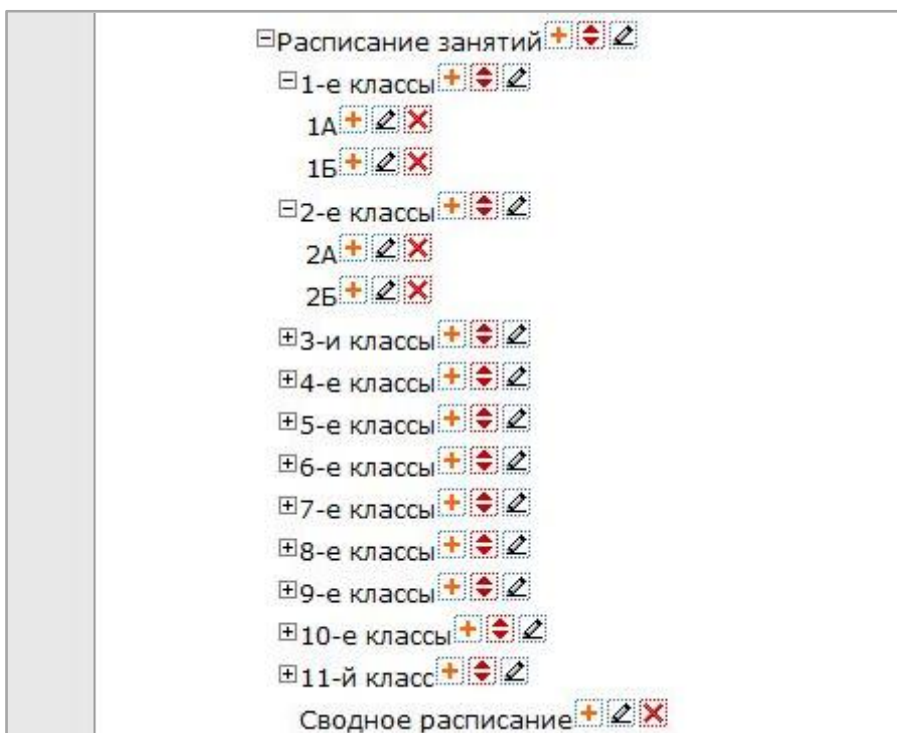 Расписание занятий
1-е классы
1А
1Б
2-е классы
2А
2Б
3-и классы
4-е классы
5-е классы
6-е классы
7-е классы
8-е классы
9-е классы
10-е классы
11-й класс
Сводное расписание